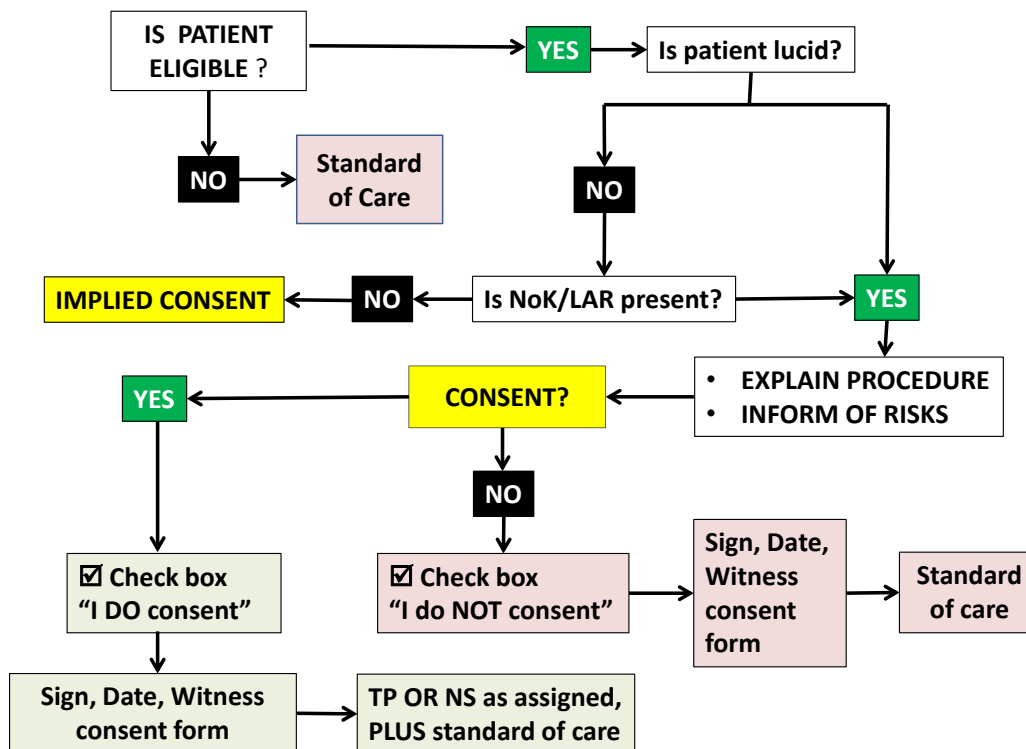 IS PATIENT
ELIGIBLE ?
YES
Is patient lucid?
NO
Standard
of Care
NO
IMPLIED CONSENT
NO
Is NoK/LAR present?
YES
• EXPLAIN PROCEDURE
• INFORM OF RISKS
CONSENT?
YES
NO
☑ Check box
“I DO consent”
☑ Check box
“I do NOT consent”
Sign, Date,
Witness
consent
form
Standard
of care
Sign, Date, Witness
consent form
TP OR NS as assigned,
PLUS standard of care